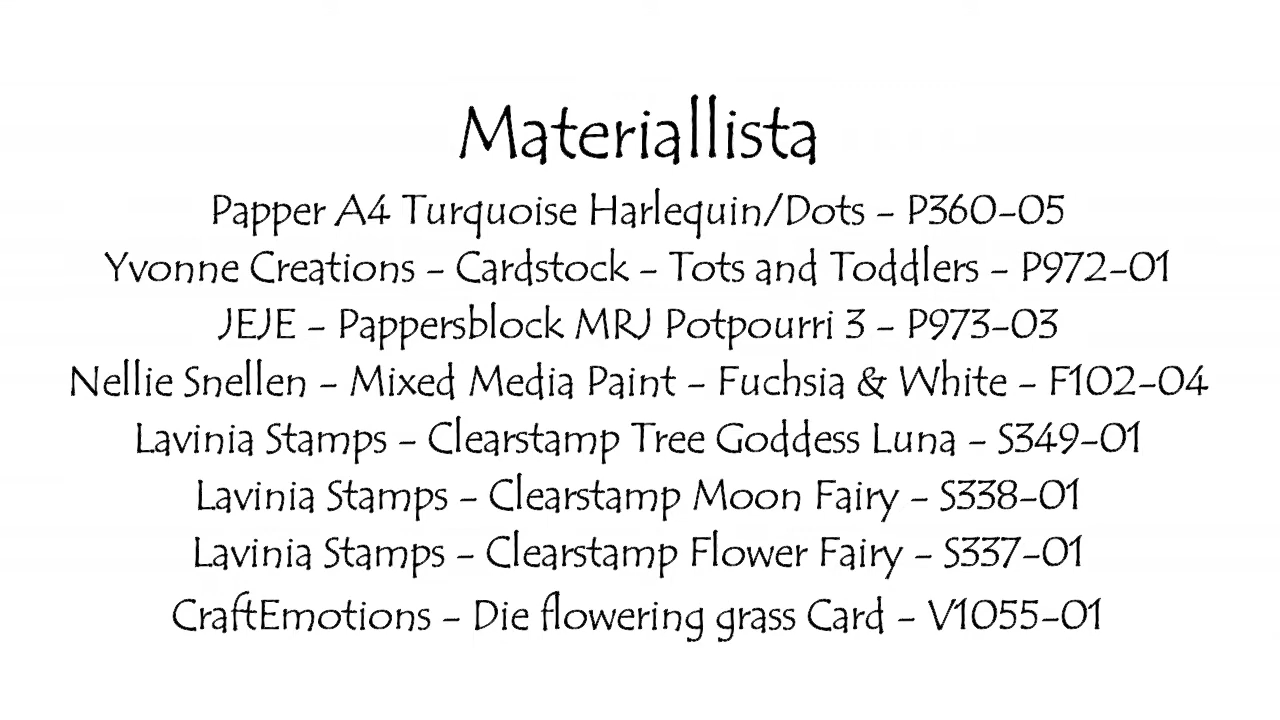 Materiallista
Papper A4 Turquoise Harlequin/Dots - P360-05
Yvonne Creations - Cardstock - Tots and Toddlers - P972-01
JEJE - Pappersblock MRJ Potpourri 3 - P973-03
Nellie Snellen - Mixed Media Paint - Fuchsia & White - F102-04
Lavinia Stamps - Clearstamp Tree Goddess Luna - S349-01
Lavinia Stamps - Clearstamp Moon Fairy - S338-01
Lavinia Stamps - Clearstamp Flower Fairy - S337-01
CraftEmotions - Die flowering grass Card - V1055-01